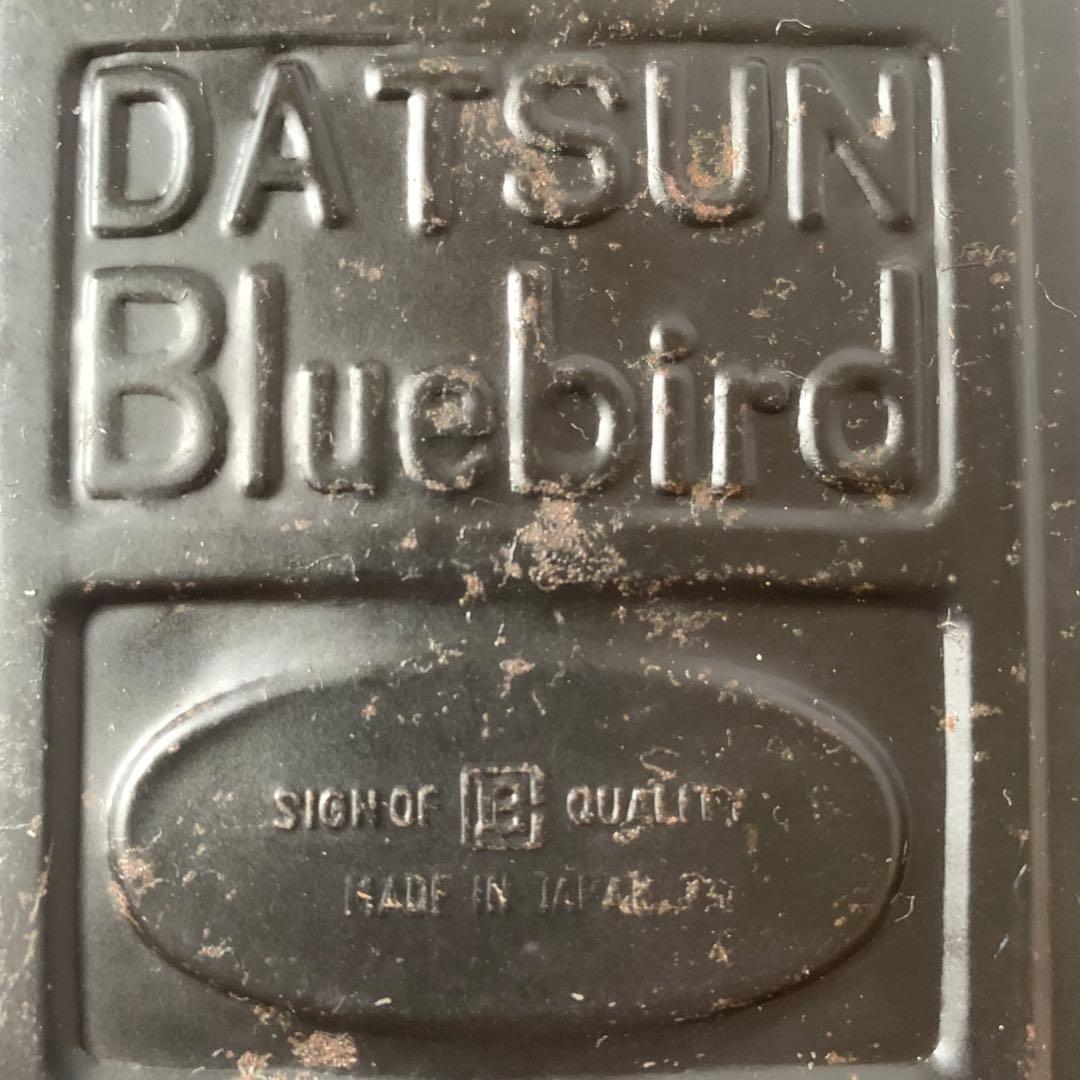 DATSUN
Bluebird
SIGN OF B QUALITY
MADE IN JAPAN